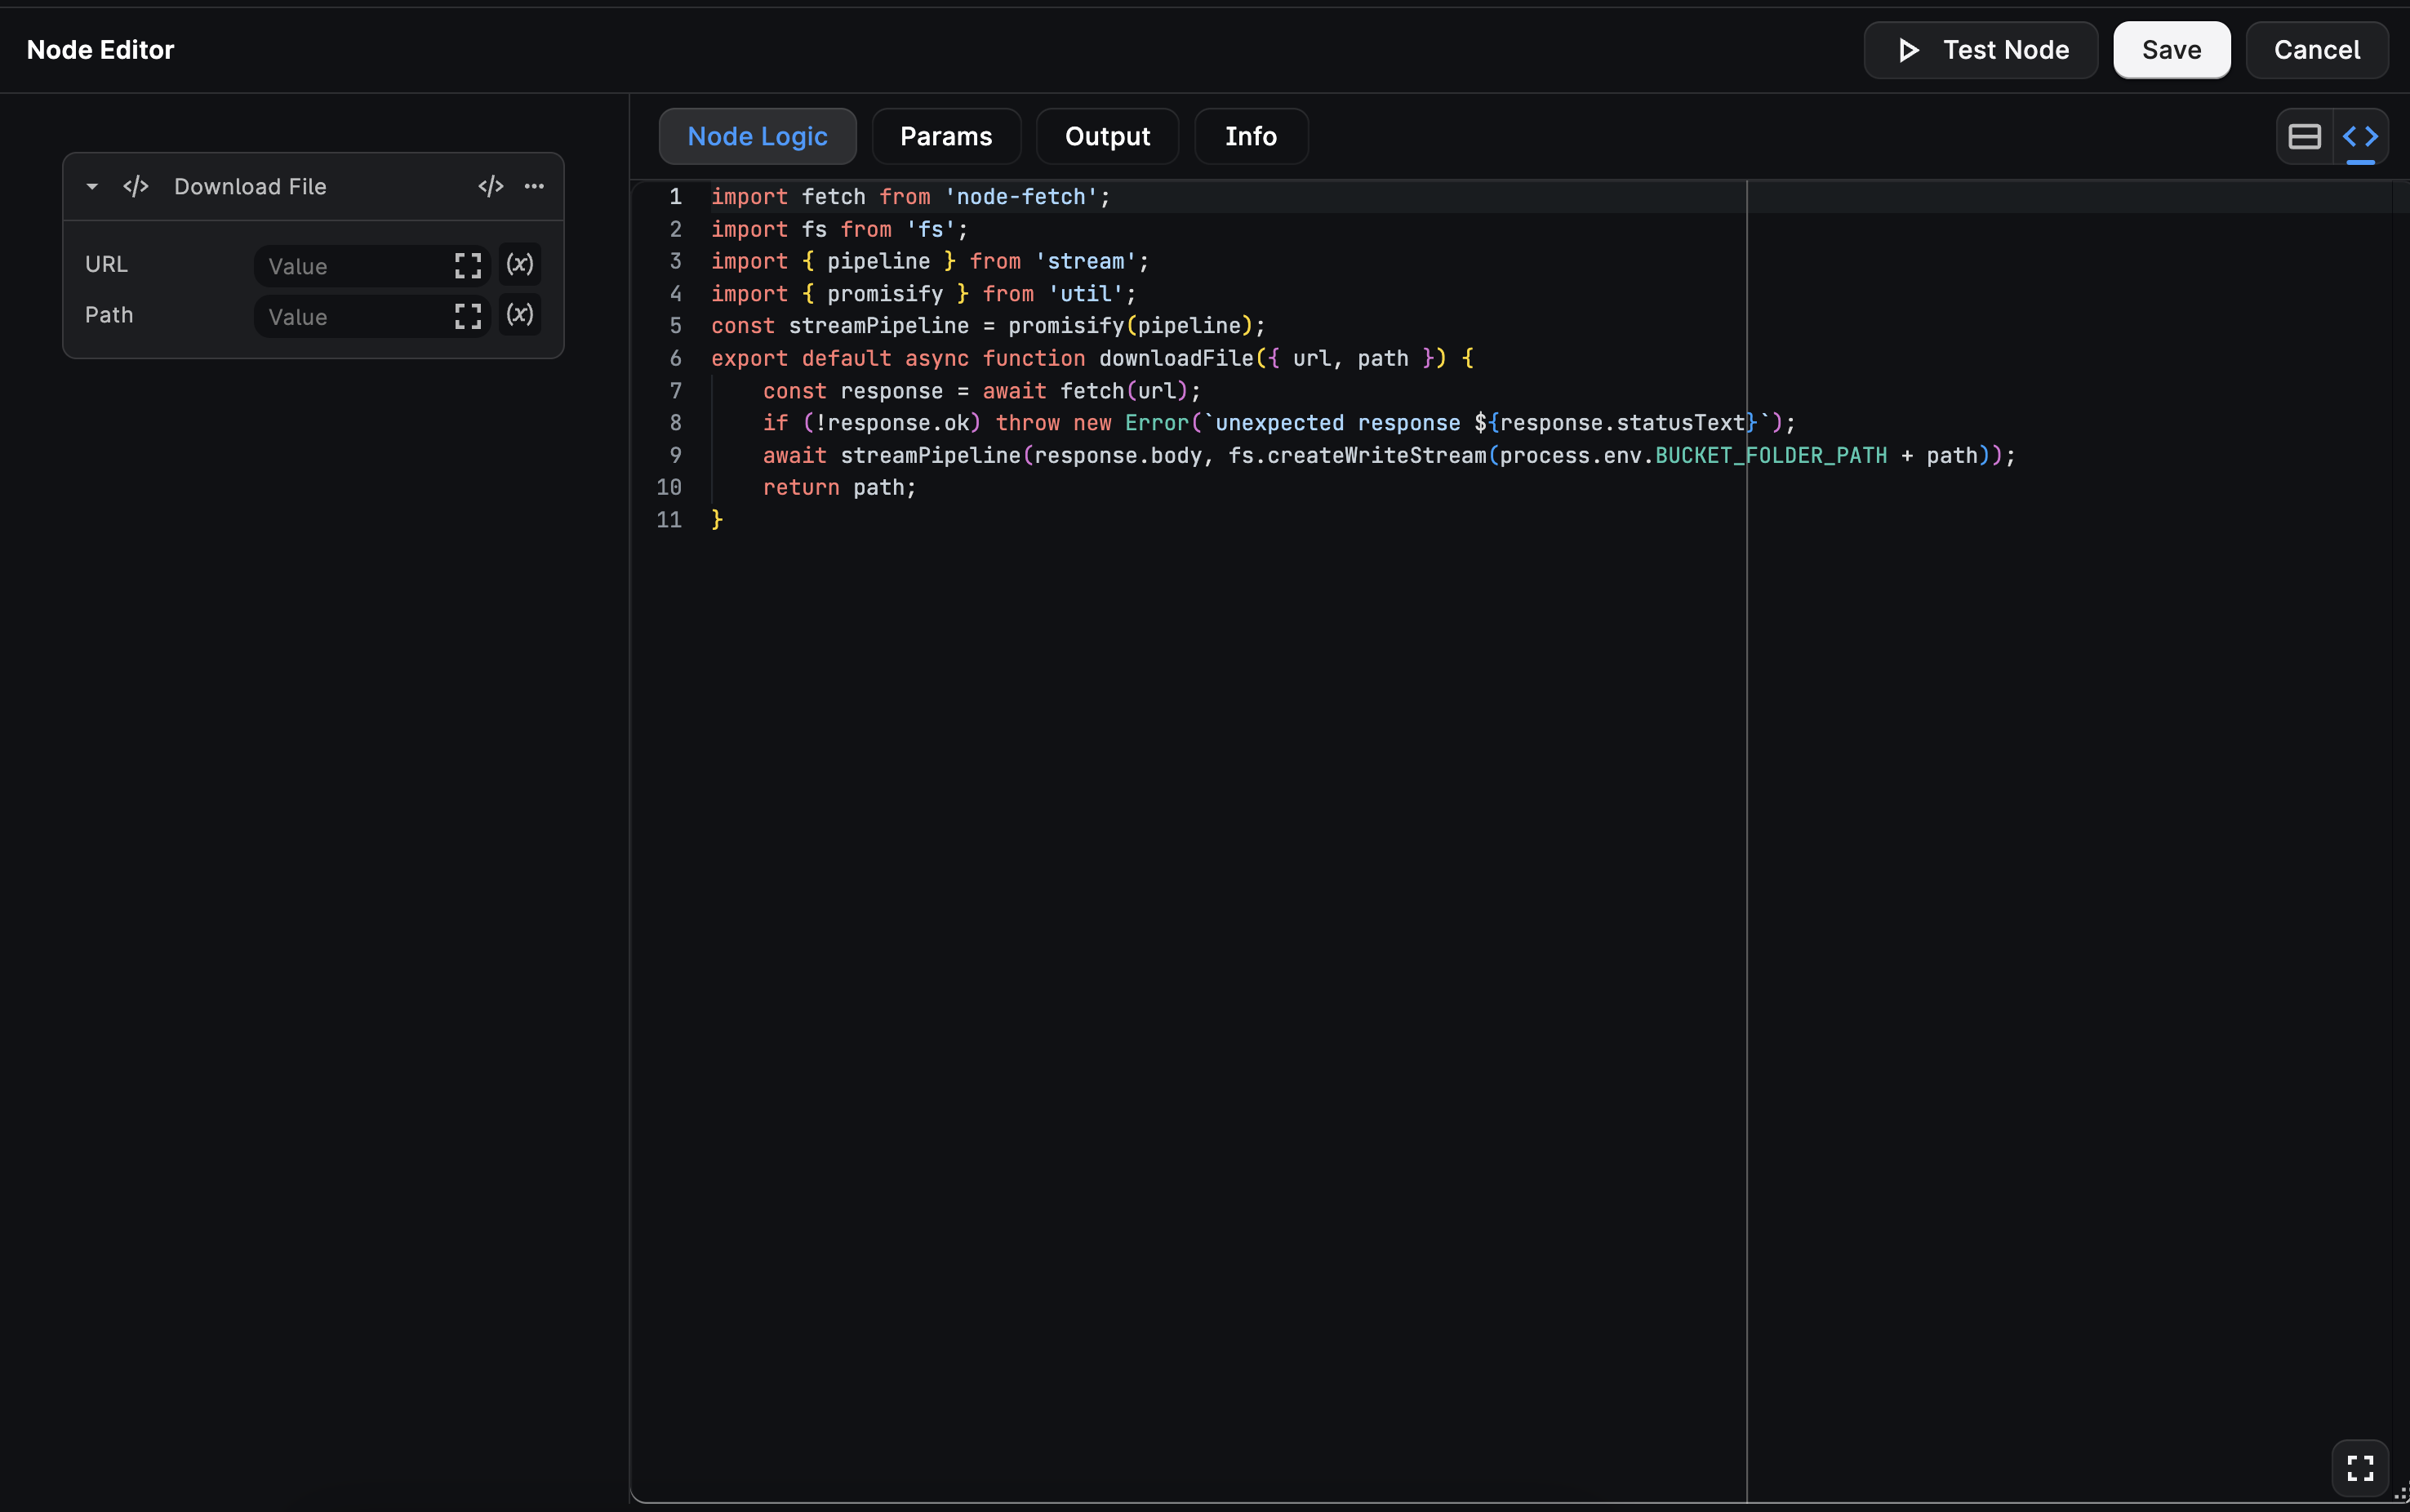 Node Editor
Test Node
Save
Cancel
</> Download File </> ...
URL Value (x)
Path Value (x)
Node Logic
Params
Output
Info
<>
1 import fetch from 'node-fetch';
2 import fs from 'fs';
3 import { pipeline } from 'stream';
4 import { promisify } from 'util';
5 const streamPipeline = promisify(pipeline);
6 export default async function downloadFile({ url, path }) {
7     const response = await fetch(url);
8     if (!response.ok) throw new Error(`unexpected response ${response.statusText}`);
9     await streamPipeline(response.body, fs.createWriteStream(process.env.BUCKET_FOLDER_PATH + path));
10     return path;
11 }